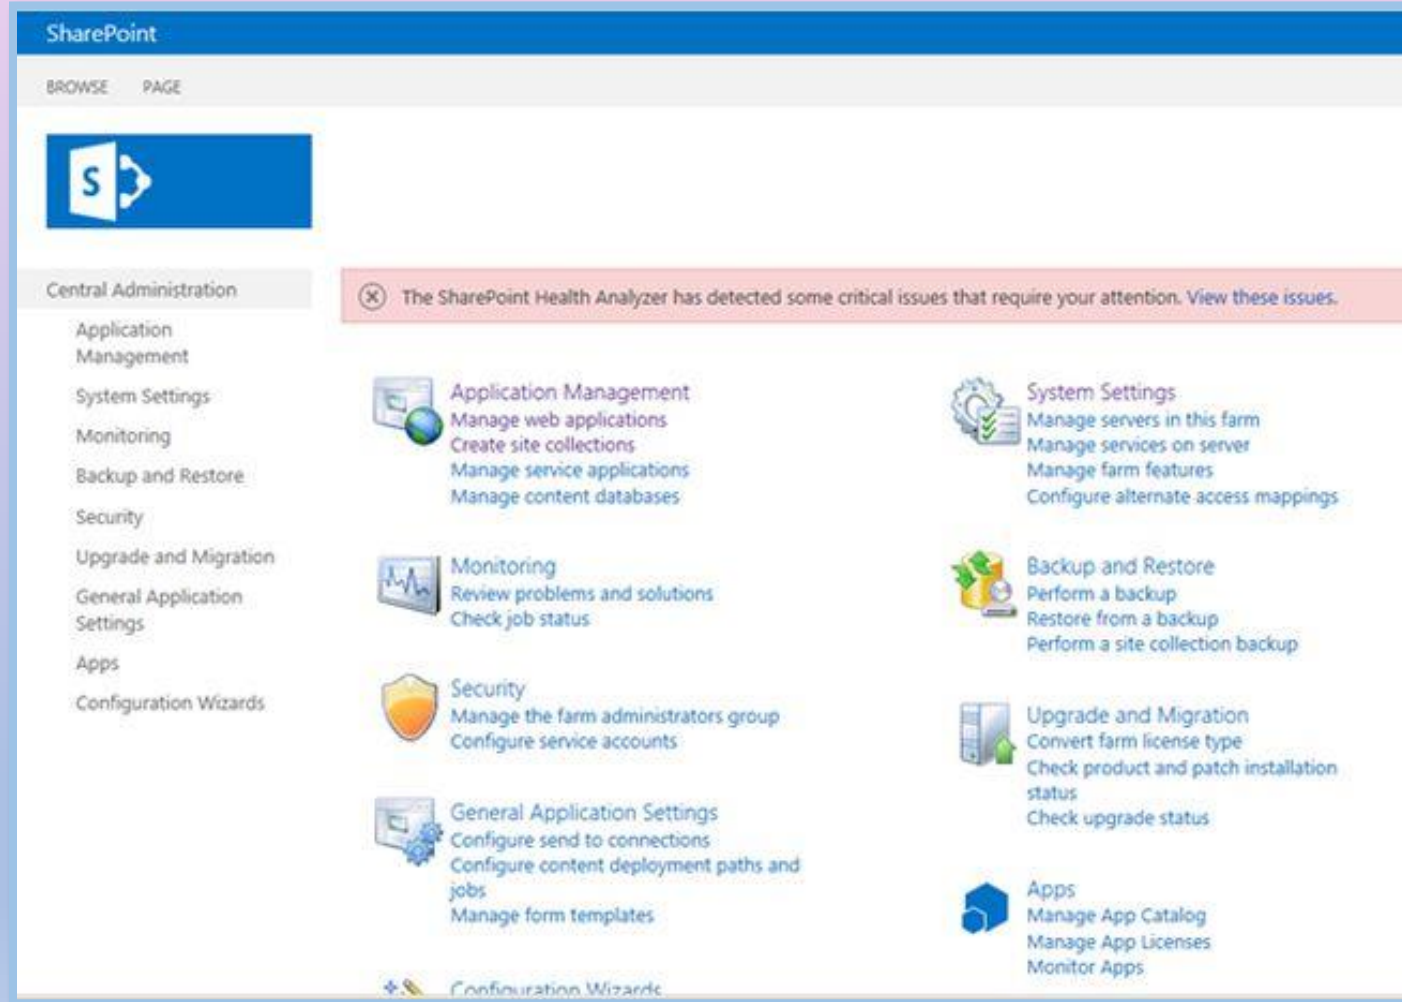 SharePoint
BROWSE PAGE
S
Central Administration
Application
Management
System Settings
Monitoring
Backup and Restore
Security
Upgrade and Migration
General Application
Settings
Apps
Configuration Wizards
The SharePoint Health Analyzer has detected some critical issues that require your attention. View these issues.
Application Management
Manage web applications
Create site collections
Manage service applications
Manage content databases
System Settings
Manage servers in this farm
Manage services on server
Manage farm features
Configure alternate access mappings
Monitoring
Review problems and solutions
Check job status
Backup and Restore
Perform a backup
Restore from a backup
Perform a site collection backup
Security
Manage the farm administrators group
Configure service accounts
Upgrade and Migration
Convert farm license type
Check product and patch installation
status
Check upgrade status
General Application Settings
Configure send to connections
Configure content deployment paths and
jobs
Manage form templates
Apps
Manage App Catalog
Manage App Licenses
Monitor Apps
Configuration Wizards